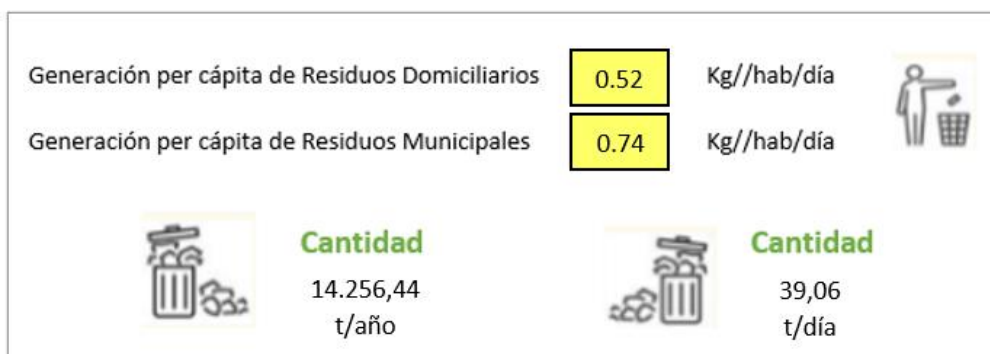 Generación per cápita de Residuos Domiciliarios 0.52 Kg//hab/día
Generación per cápita de Residuos Municipales 0.74 Kg//hab/día
Cantidad
14.256,44
t/año
Cantidad
39,06
t/día